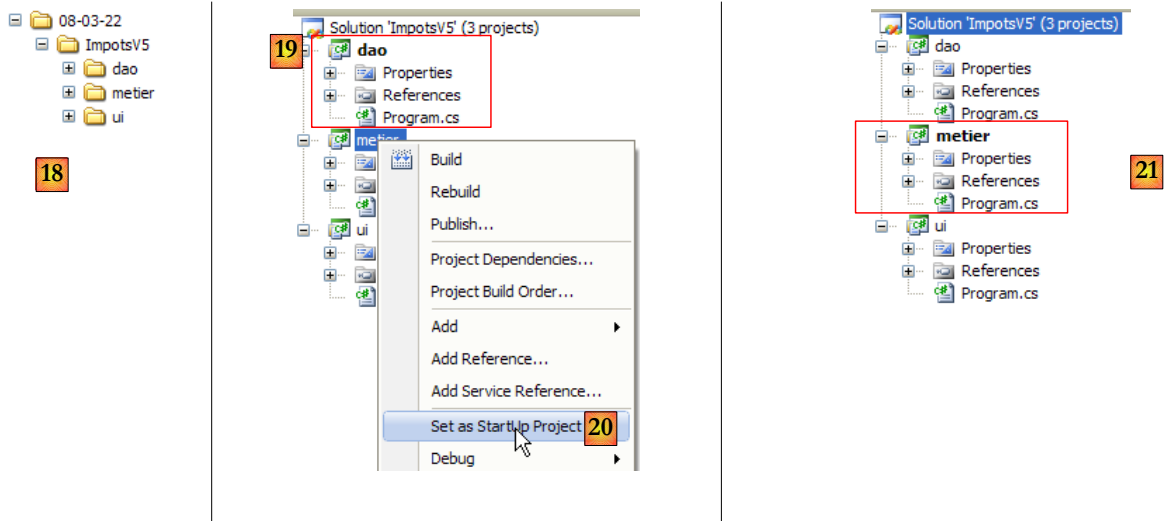 08-03-22
ImpotsV5
dao
metier
ui
18
Solution 'ImpotsV5' (3 projects)
19
dao
Properties
References
Program.cs
metier
Build
Rebuild
Publish...
ui
Project Dependencies...
Project Build Order...
Add
Add Reference...
Add Service Reference...
Set as StartUp Project
20
Debug
Solution 'ImpotsV5' (3 projects)
dao
Properties
References
Program.cs
metier
Properties
References
Program.cs
21
ui
Properties
References
Program.cs